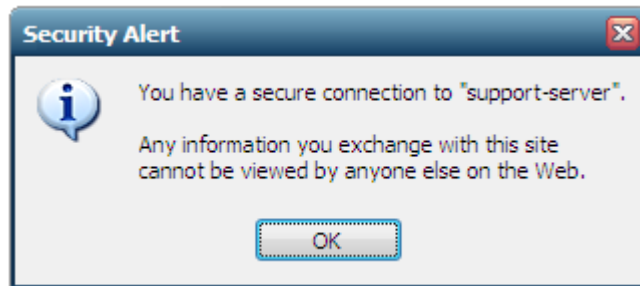 Security Alert
You have a secure connection to "support-server".
Any information you exchange with this site
cannot be viewed by anyone else on the Web.
OK